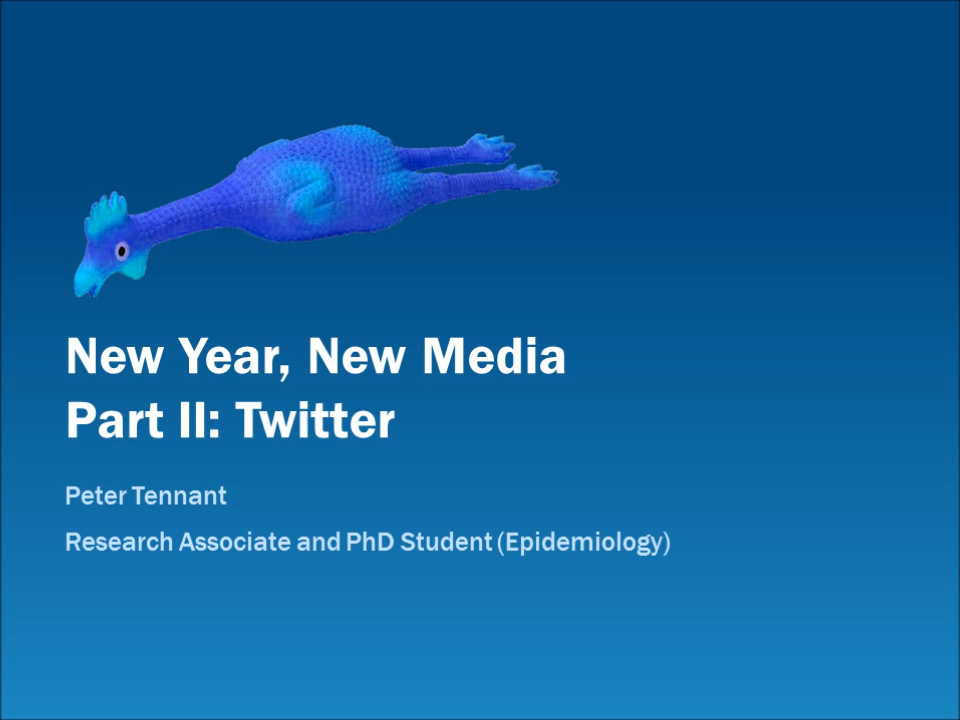 New Year, New Media
Part II: Twitter
Peter Tennant
Research Associate and PhD Student (Epidemiology)